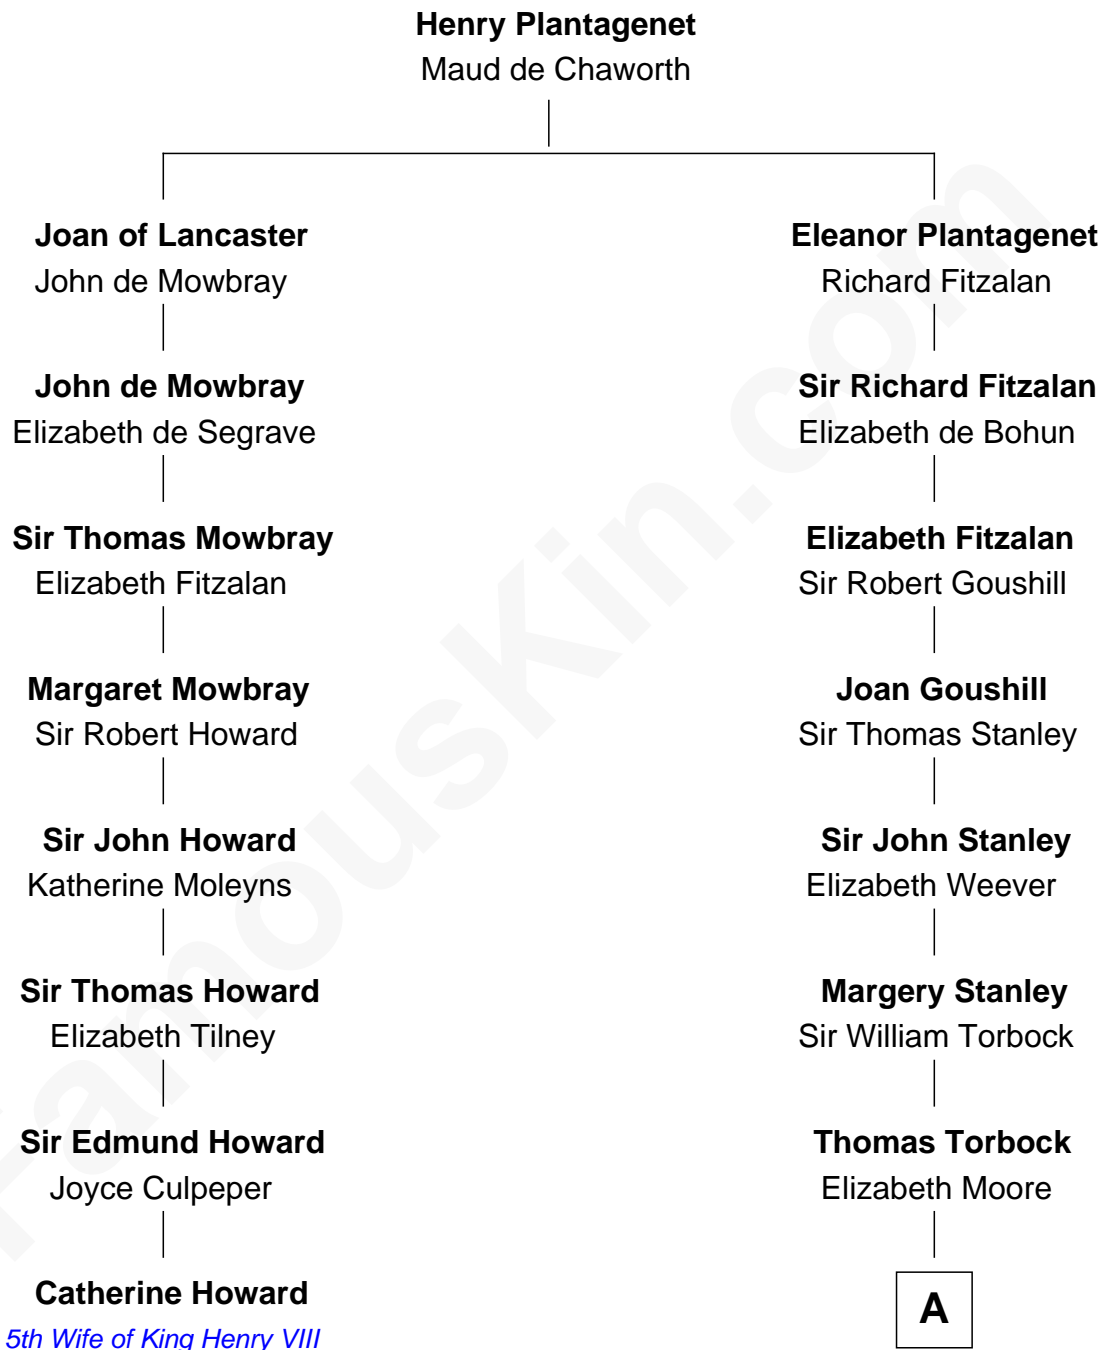 Henry Plantagenet
Maud de Chaworth
Joan of Lancaster
John de Mowbray
John de Mowbray
Elizabeth de Segrave
Sir Thomas Mowbray
Elizabeth Fitzalan
Margaret Mowbray
Sir Robert Howard
Sir John Howard
Katherine Moleyns
Sir Thomas Howard
Elizabeth Tilney
Sir Edmund Howard
Joyce Culpeper
Catherine Howard
5th Wife of King Henry VIII
Eleanor Plantagenet
Richard Fitzalan
Sir Richard Fitzalan
Elizabeth de Bohun
Elizabeth Fitzalan
Sir Robert Goushill
Joan Goushill
Sir Thomas Stanley
Sir John Stanley
Elizabeth Weever
Margery Stanley
Sir William Torbock
Thomas Torbock
Elizabeth Moore
A
FamousKin.com